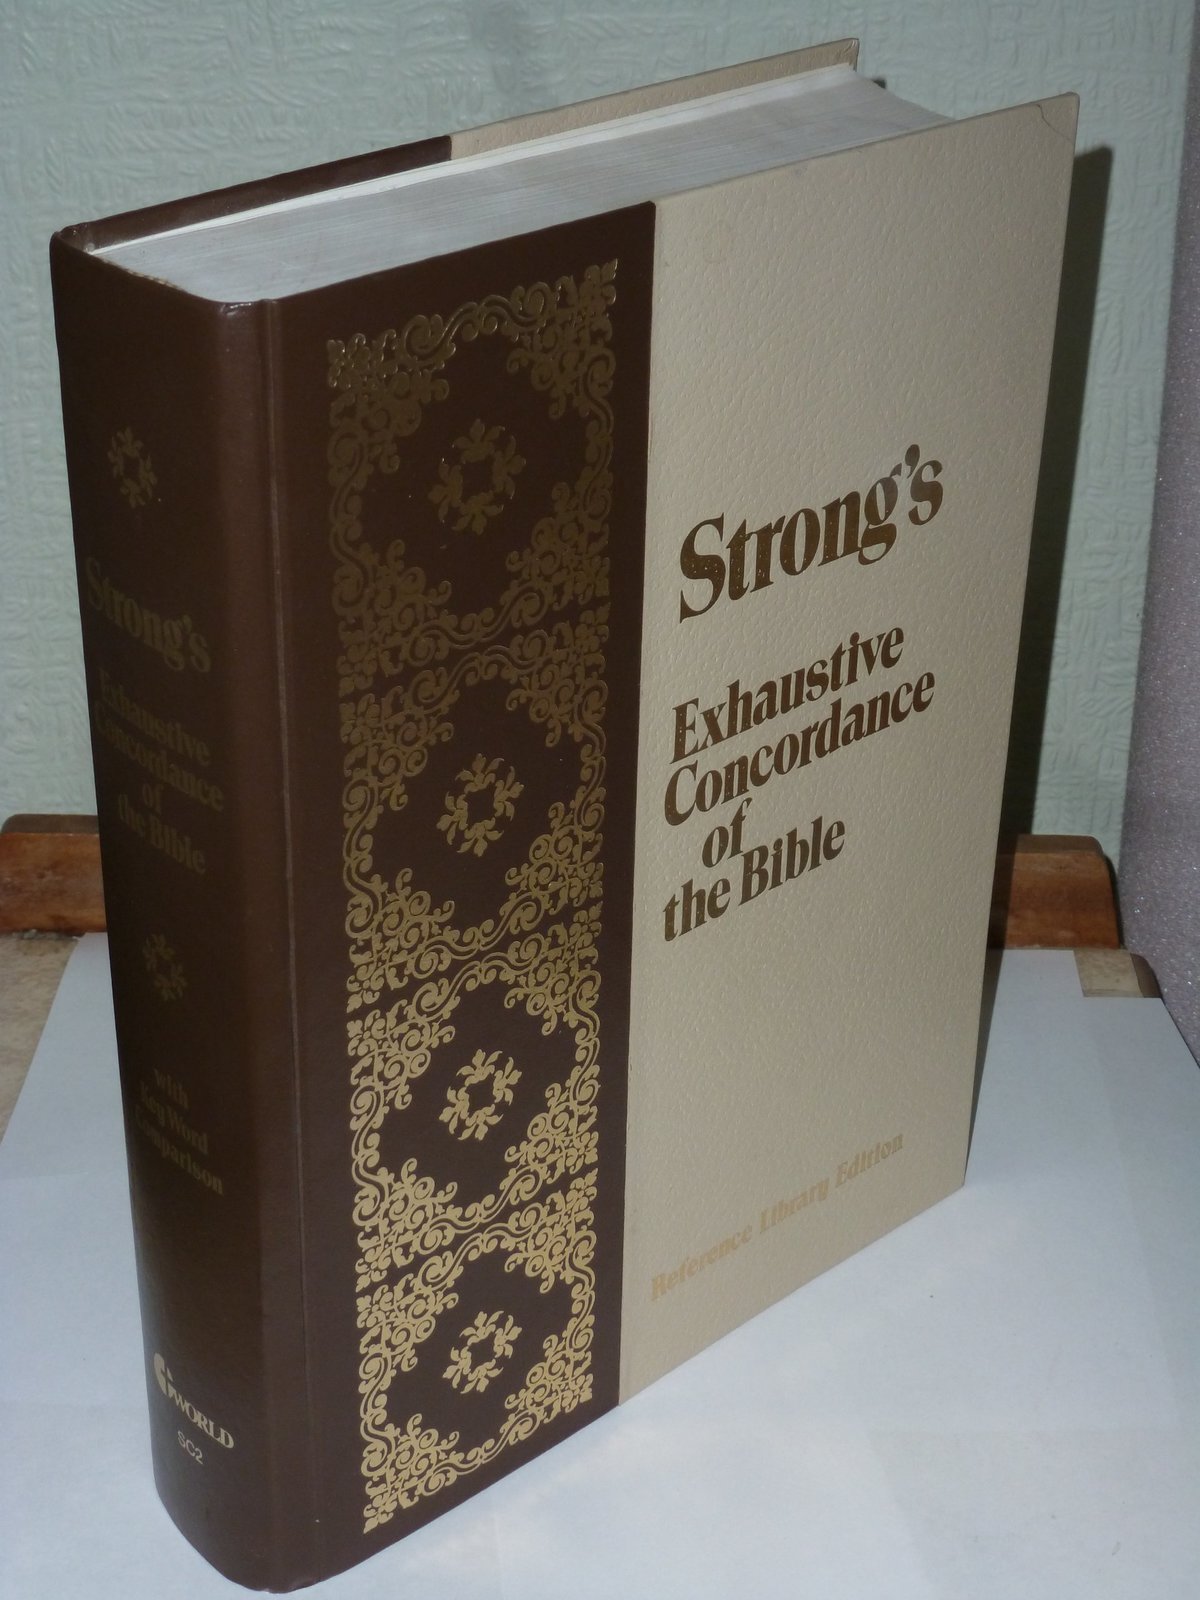 Strong's
Exhaustive
Concordance
of
the Bible
with
Key Word
Comparison
WORLD
SC2
Strong's
Exhaustive
Concordance
of
the Bible
Reference Library Edition